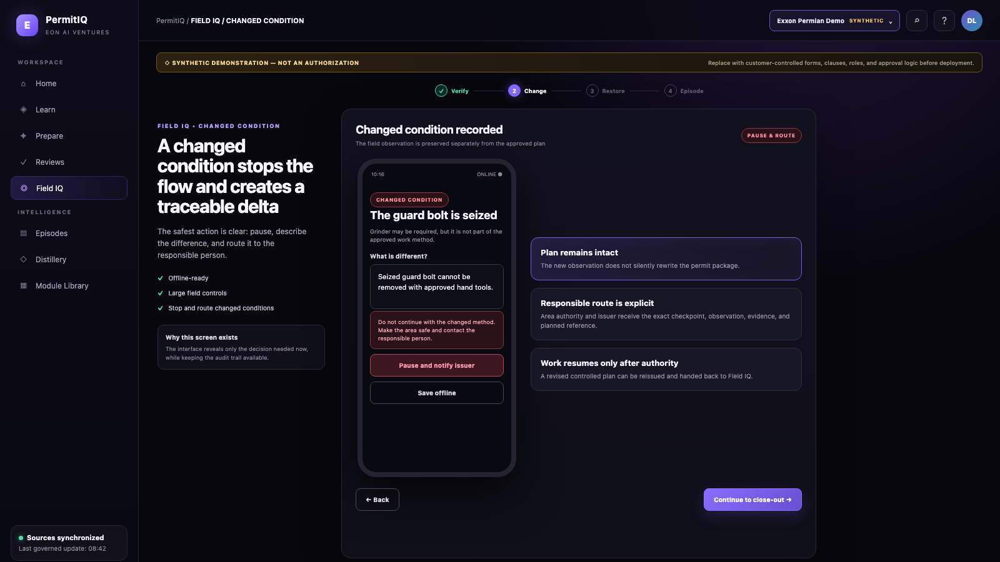 E
PermitIQ
EON AI VENTURES
WORKSPACE
Home
Learn
Prepare
Reviews
Field IQ
INTELLIGENCE
Episodes
Distillery
Module Library
Sources synchronized
Last governed update: 08:42
PermitIQ / FIELD IQ / CHANGED CONDITION
Exxon Permian Demo SYNTHETIC
?
DL
SYNTHETIC DEMONSTRATION — NOT AN AUTHORIZATION
Replace with customer-controlled forms, clauses, roles, and approval logic before deployment.
✓ Verify
2 Change
3 Restore
4 Episode
FIELD IQ • CHANGED CONDITION
A changed
condition stops the
flow and creates a
traceable delta
The safest action is clear: pause, describe
the difference, and route it to the
responsible person.
✓ Offline-ready
✓ Large field controls
✓ Stop and route changed conditions
Why this screen exists
The interface reveals only the decision needed now,
while keeping the audit trail available.
Changed condition recorded
The field observation is preserved separately from the approved plan
PAUSE & ROUTE
10:16
ONLINE
CHANGED CONDITION
The guard bolt is seized
Grinder may be required, but it is not part of the
approved work method.
What is different?
Seized guard bolt cannot be
removed with approved hand tools.
Do not continue with the changed method.
Make the area safe and contact the
responsible person.
Pause and notify issuer
Save offline
Plan remains intact
The new observation does not silently rewrite the permit package.
Responsible route is explicit
Area authority and issuer receive the exact checkpoint, observation, evidence, and
planned reference.
Work resumes only after authority
A revised controlled plan can be reissued and handed back to Field IQ.
← Back
Continue to close-out →